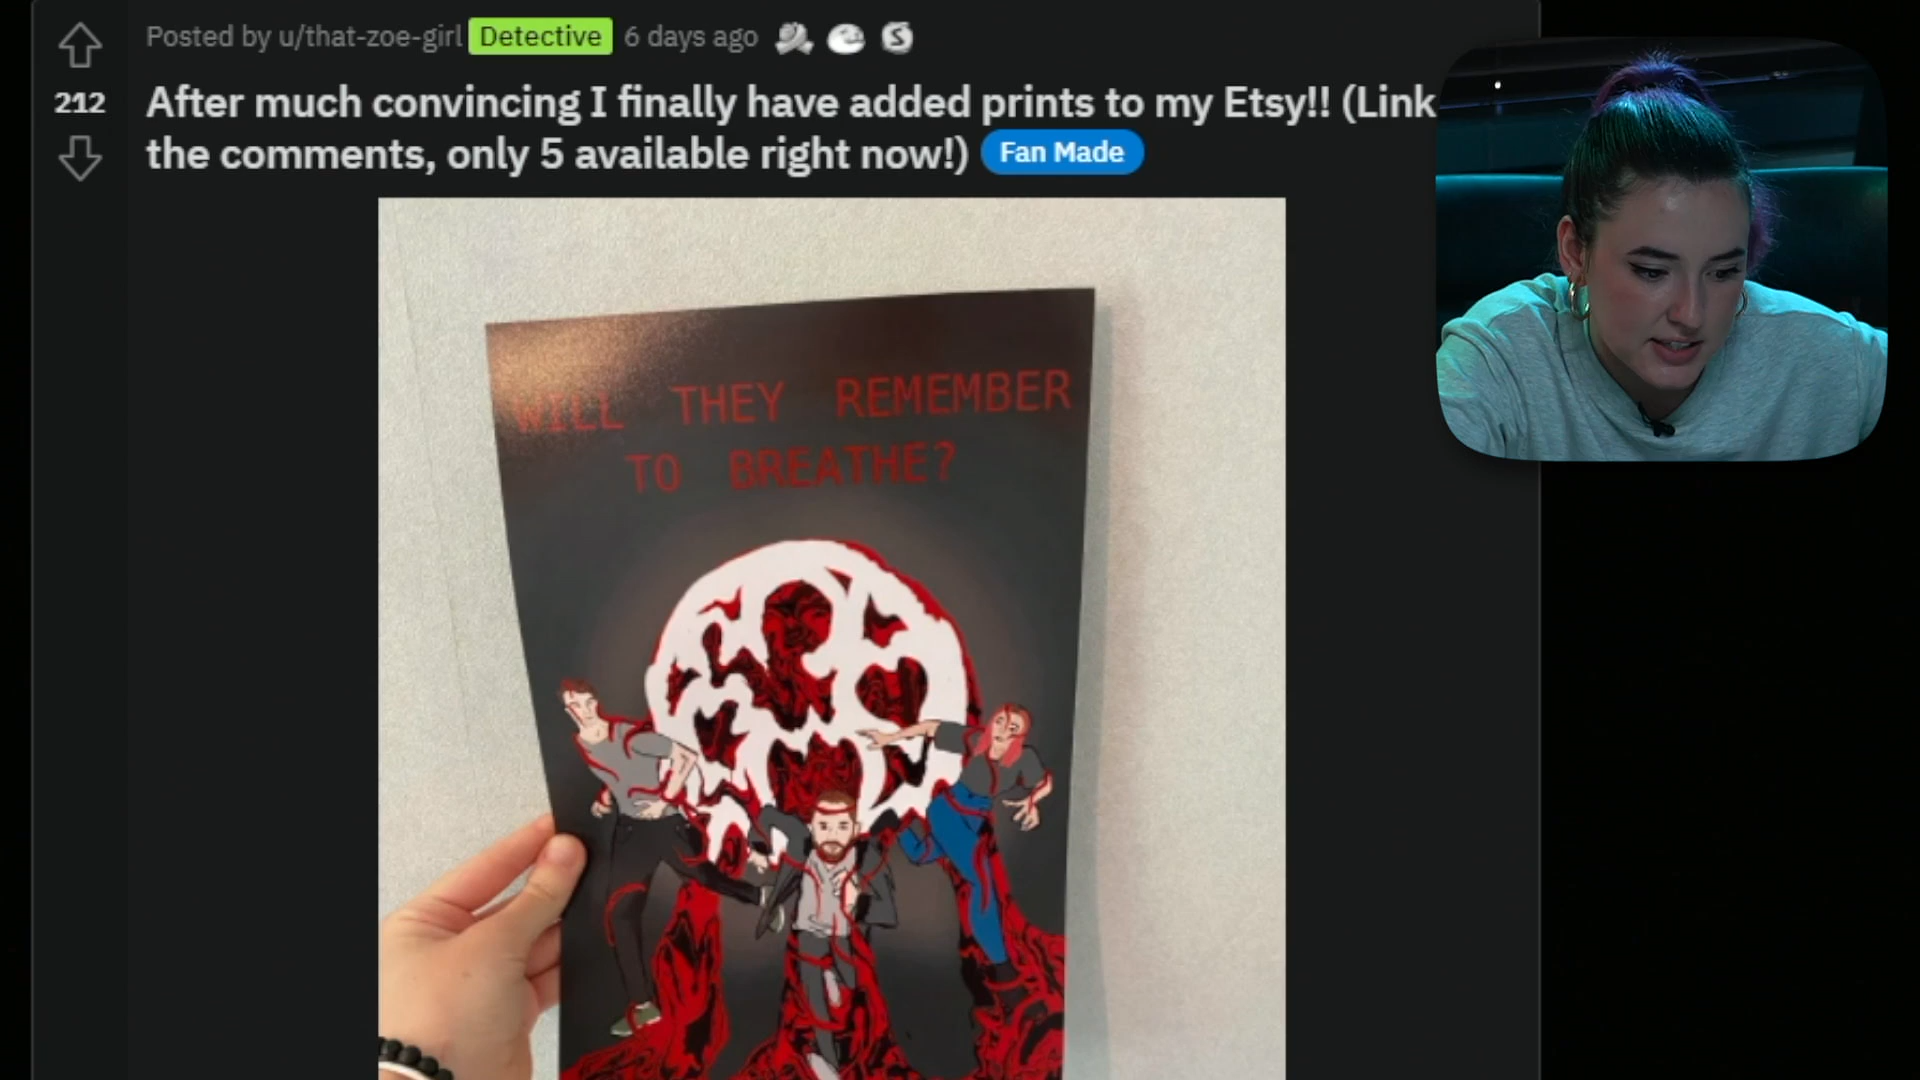 Posted by u/that-zoe-girl Detective 6 days ago
212
After much convincing I finally have added prints to my Etsy!! (Link
the comments, only 5 available right now!) Fan Made
WILL THEY REMEMBER
TO BREATHE?